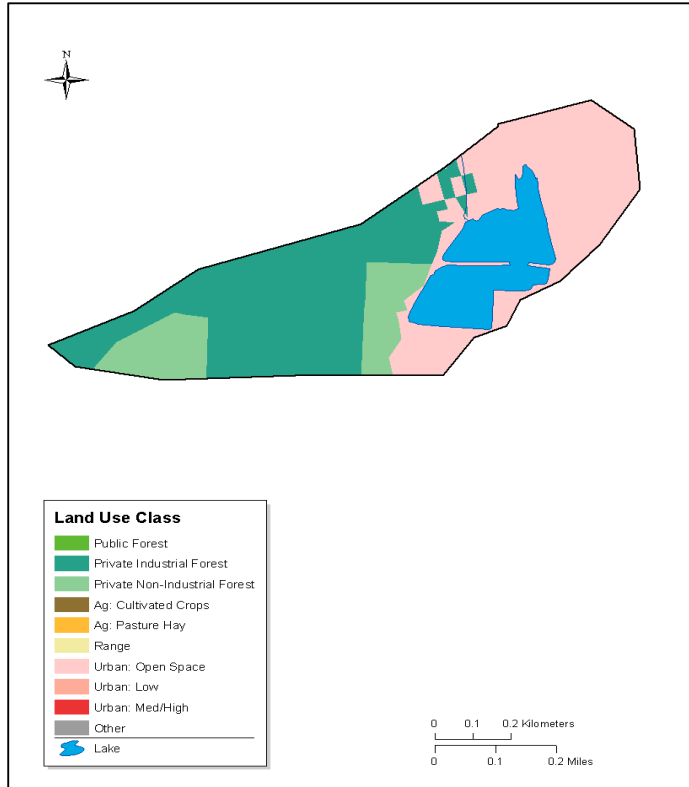 N
Land Use Class
Public Forest
Private Industrial Forest
Private Non-Industrial Forest
Ag: Cultivated Crops
Ag: Pasture Hay
Range
Urban: Open Space
Urban: Low
Urban: Med/High
Other
Lake
0 0.1 0.2 Kilometers
0 0.1 0.2 Miles